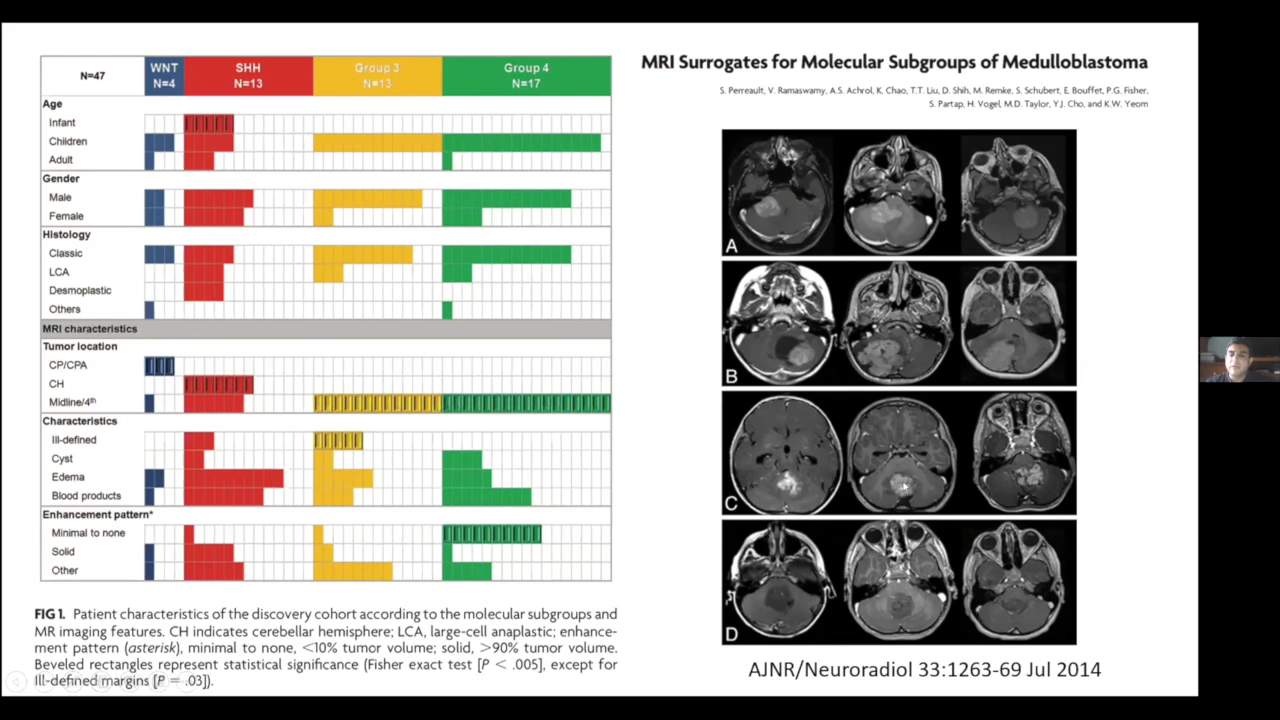 N=47
WNT
N=4
SHH
N=13
Group 3
N=13
Group 4
N=17
Age
Infant
Children
Adult
Gender
Male
Female
Histology
Classic
LCA
Desmoplastic
Others
MRI characteristics
Tumor location
CP/CPA
CH
Midline/4th
Characteristics
Ill-defined
Cyst
Edema
Blood products
Enhancement pattern*
Minimal to none
Solid
Other
FIG 1. Patient characteristics of the discovery cohort according to the molecular subgroups and
MR imaging features. CH indicates cerebellar hemisphere; LCA, large-cell anaplastic; enhance-
ment pattern (asterisk), minimal to none, <10% tumor volume; solid, >90% tumor volume.
Beveled rectangles represent statistical significance (Fisher exact test [P < .005], except for
Ill-defined margins [P = .03]).
MRI Surrogates for Molecular Subgroups of Medulloblastoma
S. Perreault, V. Ramaswamy, A.S. Achrol, K. Chao, T.T. Liu, D. Shih, M. Remke, S. Schubert, E. Bouffet, P.G. Fisher,
S. Partap, H. Vogel, M.D. Taylor, Y.J. Cho, and K.W. Yeom
A
B
C
D
AJNR/Neuroradiol 33:1263-69 Jul 2014